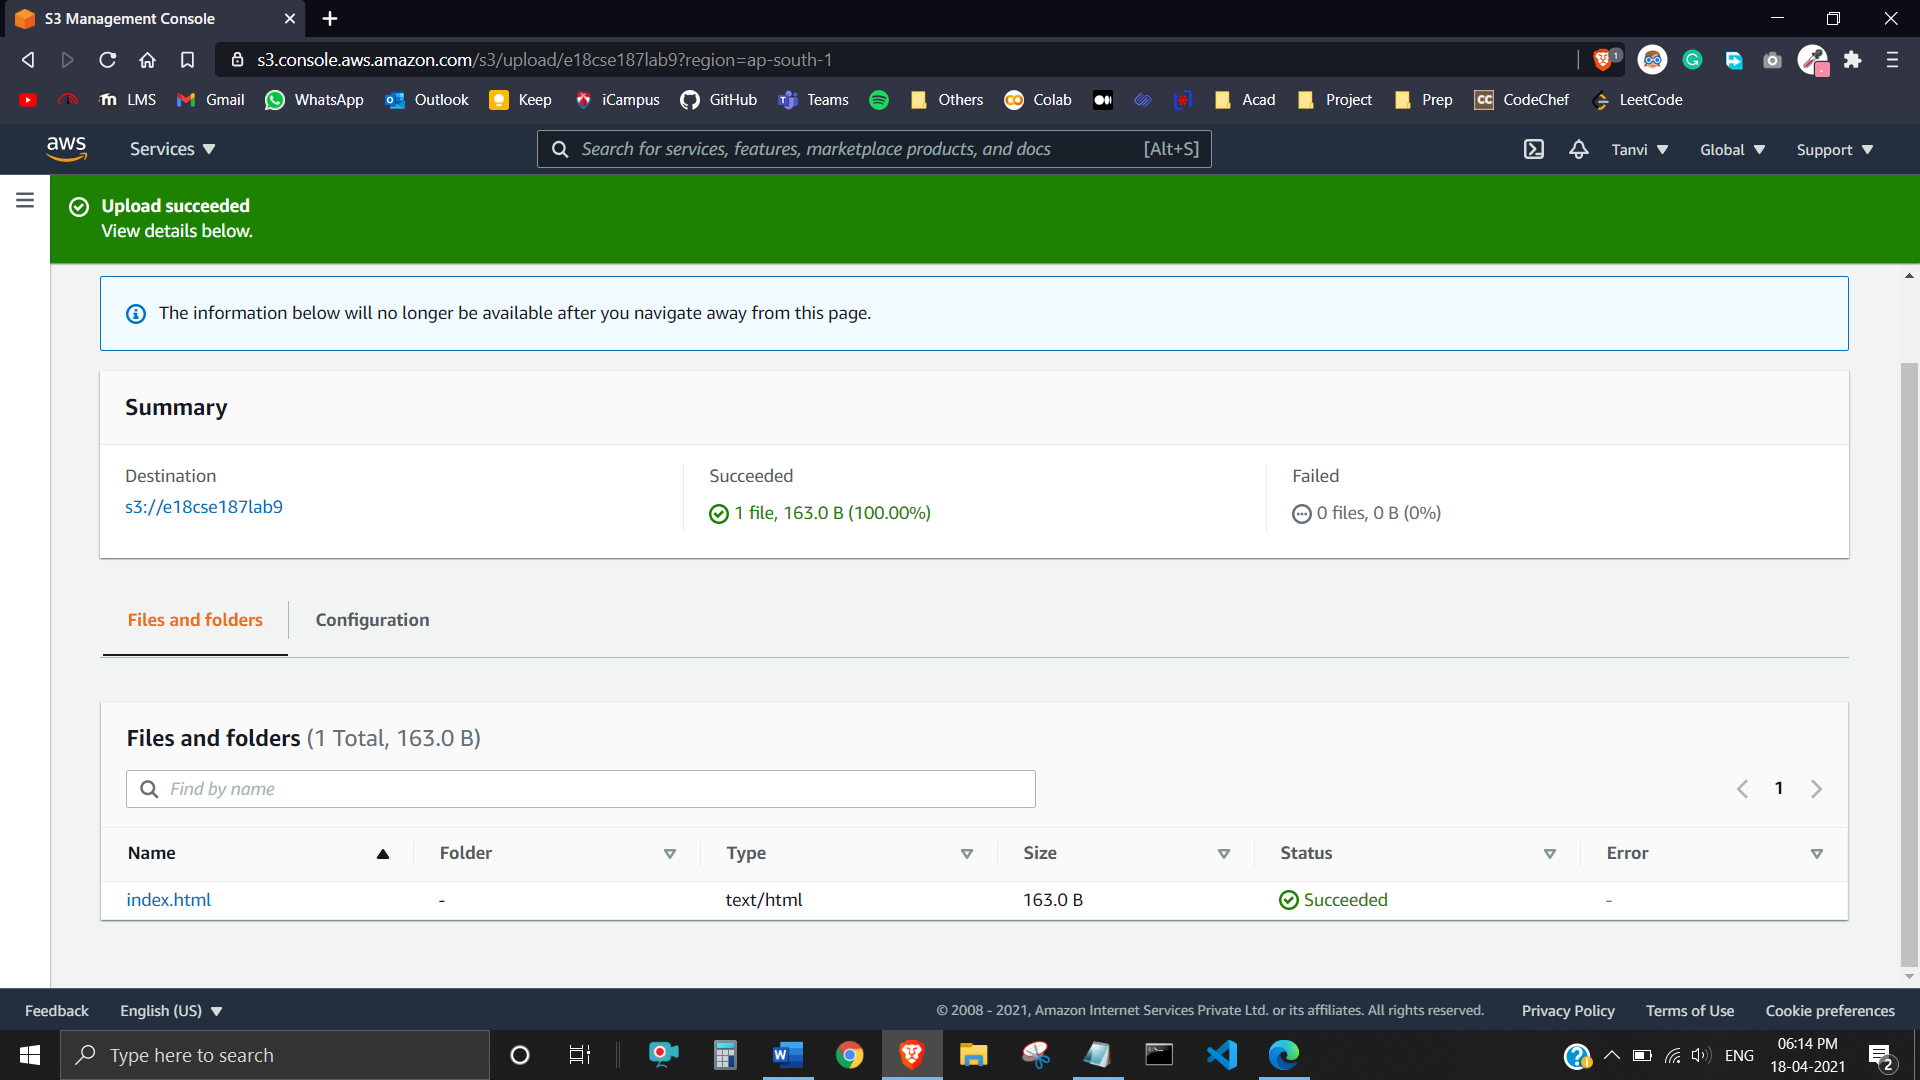 S3 Management Console
s3.console.aws.amazon.com/s3/upload/e18cse187lab9?region=ap-south-1
1
LMS Gmail WhatsApp Outlook Keep iCampus GitHub Teams Others Colab Acad Project Prep CC CodeChef LeetCode
aws Services Search for services, features, marketplace products, and docs [Alt+S] Tanvi Global Support
Upload succeeded
View details below.
The information below will no longer be available after you navigate away from this page.
Summary
Destination Succeeded Failed
s3://e18cse187lab9 1 file, 163.0 B (100.00%) 0 files, 0 B (0%)
Files and folders Configuration
Files and folders (1 Total, 163.0 B)
Find by name 1
Name Folder Type Size Status Error
index.html - text/html 163.0 B Succeeded -
Feedback English (US) © 2008 - 2021, Amazon Internet Services Private Ltd. or its affiliates. All rights reserved. Privacy Policy Terms of Use Cookie preferences
Type here to search ENG 06:14 PM
18-04-2021 2